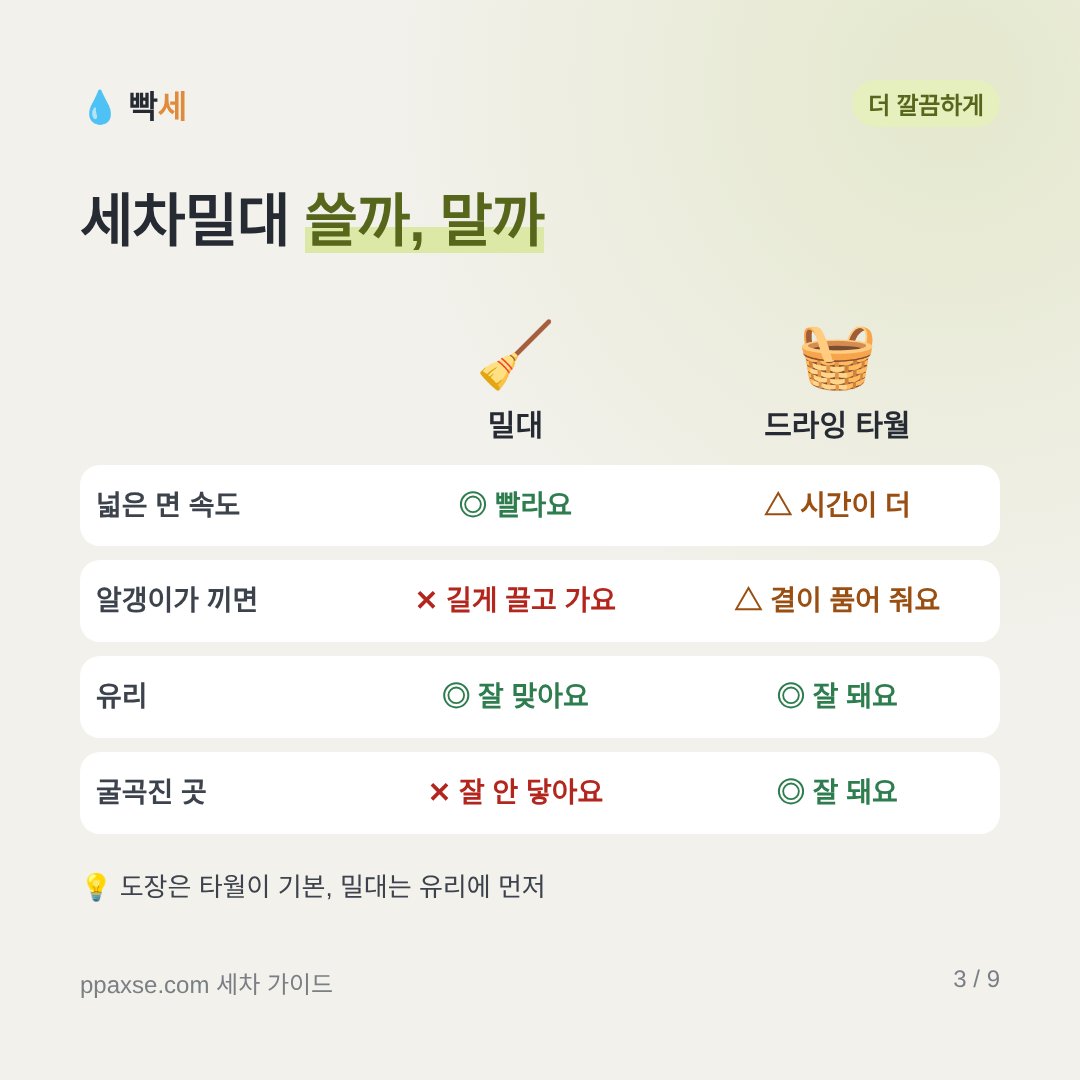 빡세
더 깔끔하게
세차밀대 쓸까, 말까
밀대 드라잉 타월
넓은 면 속도 ◎ 빨라요 △ 시간이 더
알갱이가 끼면 × 길게 끌고 가요 △ 결이 품어 줘요
유리 ◎ 잘 맞아요 ◎ 잘 돼요
굴곡진 곳 × 잘 안 닿아요 ◎ 잘 돼요
도장은 타월이 기본, 밀대는 유리에 먼저
ppaxse.com 세차 가이드
3 / 9